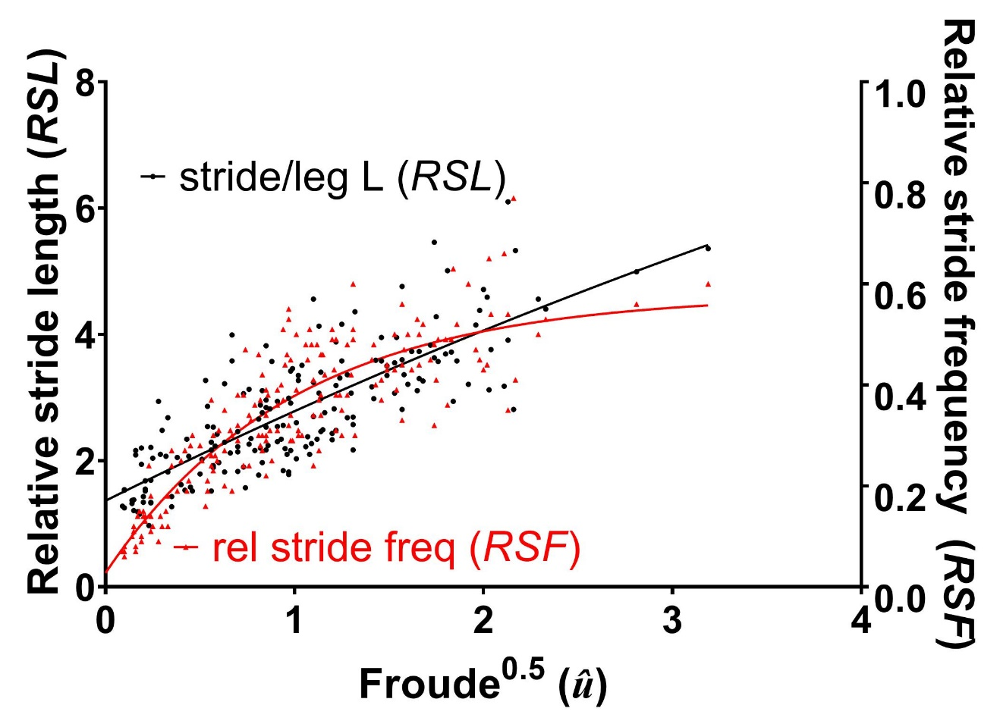 Relative stride length (RSL)
8
6
4
2
0
stride/leg L (RSL)
rel stride freq (RSF)
0 1 2 3 4
Froude^0.5 (û)
1.0
0.8
0.6
0.4
0.2
0.0
Relative stride frequency (RSF)